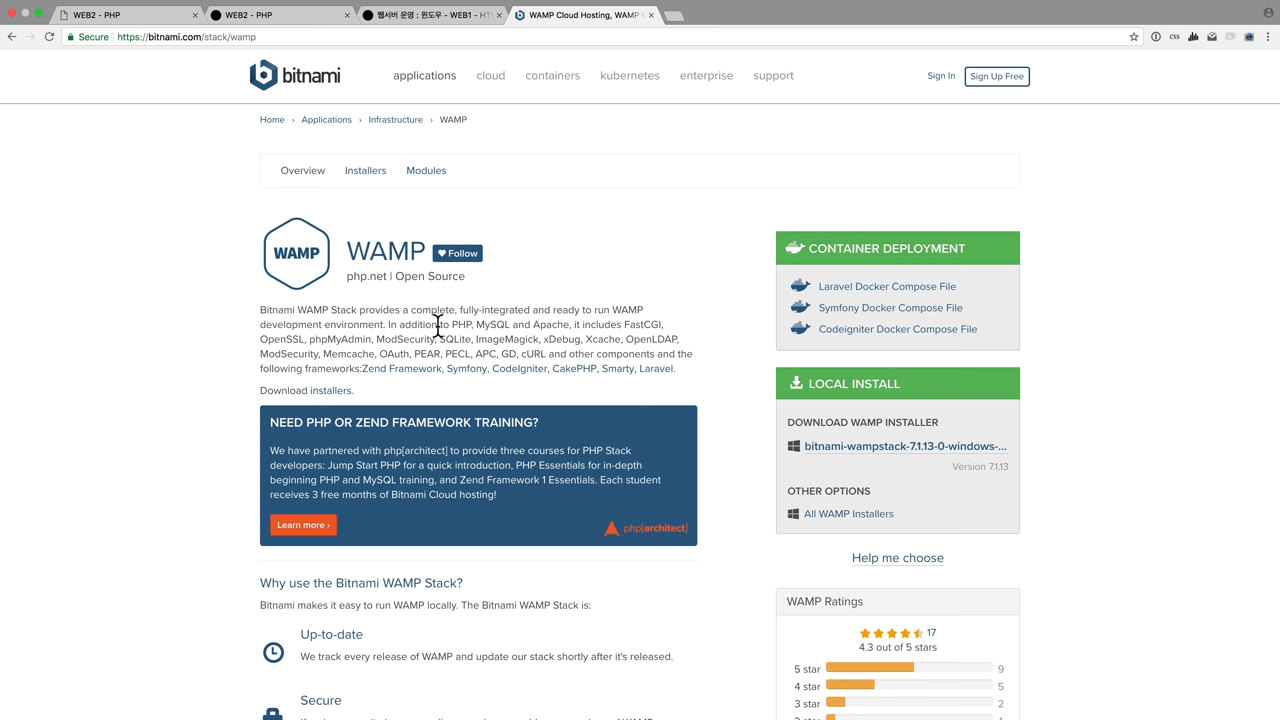 WEB2 - PHP
WEB2 - PHP
웹서버 운영 : 윈도우 - WEB1 - HT
WAMP Cloud Hosting, WAMP
Secure https://bitnami.com/stack/wamp
css
bitnami
applications cloud containers kubernetes enterprise support
Sign In Sign Up Free
Home › Applications › Infrastructure › WAMP
Overview Installers Modules
WAMP
WAMP
Follow
php.net | Open Source
Bitnami WAMP Stack provides a complete, fully-integrated and ready to run WAMP
development environment. In addition to PHP, MySQL and Apache, it includes FastCGI,
OpenSSL, phpMyAdmin, ModSecurity, SQLite, ImageMagick, xDebug, Xcache, OpenLDAP,
ModSecurity, Memcache, OAuth, PEAR, PECL, APC, GD, cURL and other components and the
following frameworks:Zend Framework, Symfony, CodeIgniter, CakePHP, Smarty, Laravel.
Download installers.
NEED PHP OR ZEND FRAMEWORK TRAINING?
We have partnered with php[architect] to provide three courses for PHP Stack
developers: Jump Start PHP for a quick introduction, PHP Essentials for in-depth
beginning PHP and MySQL training, and Zend Framework 1 Essentials. Each student
receives 3 free months of Bitnami Cloud hosting!
Learn more ›
php[architect]
Why use the Bitnami WAMP Stack?
Bitnami makes it easy to run WAMP locally. The Bitnami WAMP Stack is:
Up-to-date
We track every release of WAMP and update our stack shortly after it's released.
Secure
CONTAINER DEPLOYMENT
Laravel Docker Compose File
Symfony Docker Compose File
Codeigniter Docker Compose File
LOCAL INSTALL
DOWNLOAD WAMP INSTALLER
bitnami-wampstack-7.1.13-0-windows-...
Version 7.1.13
OTHER OPTIONS
All WAMP Installers
Help me choose
WAMP Ratings
17
4.3 out of 5 stars
5 star 9
4 star 5
3 star 2